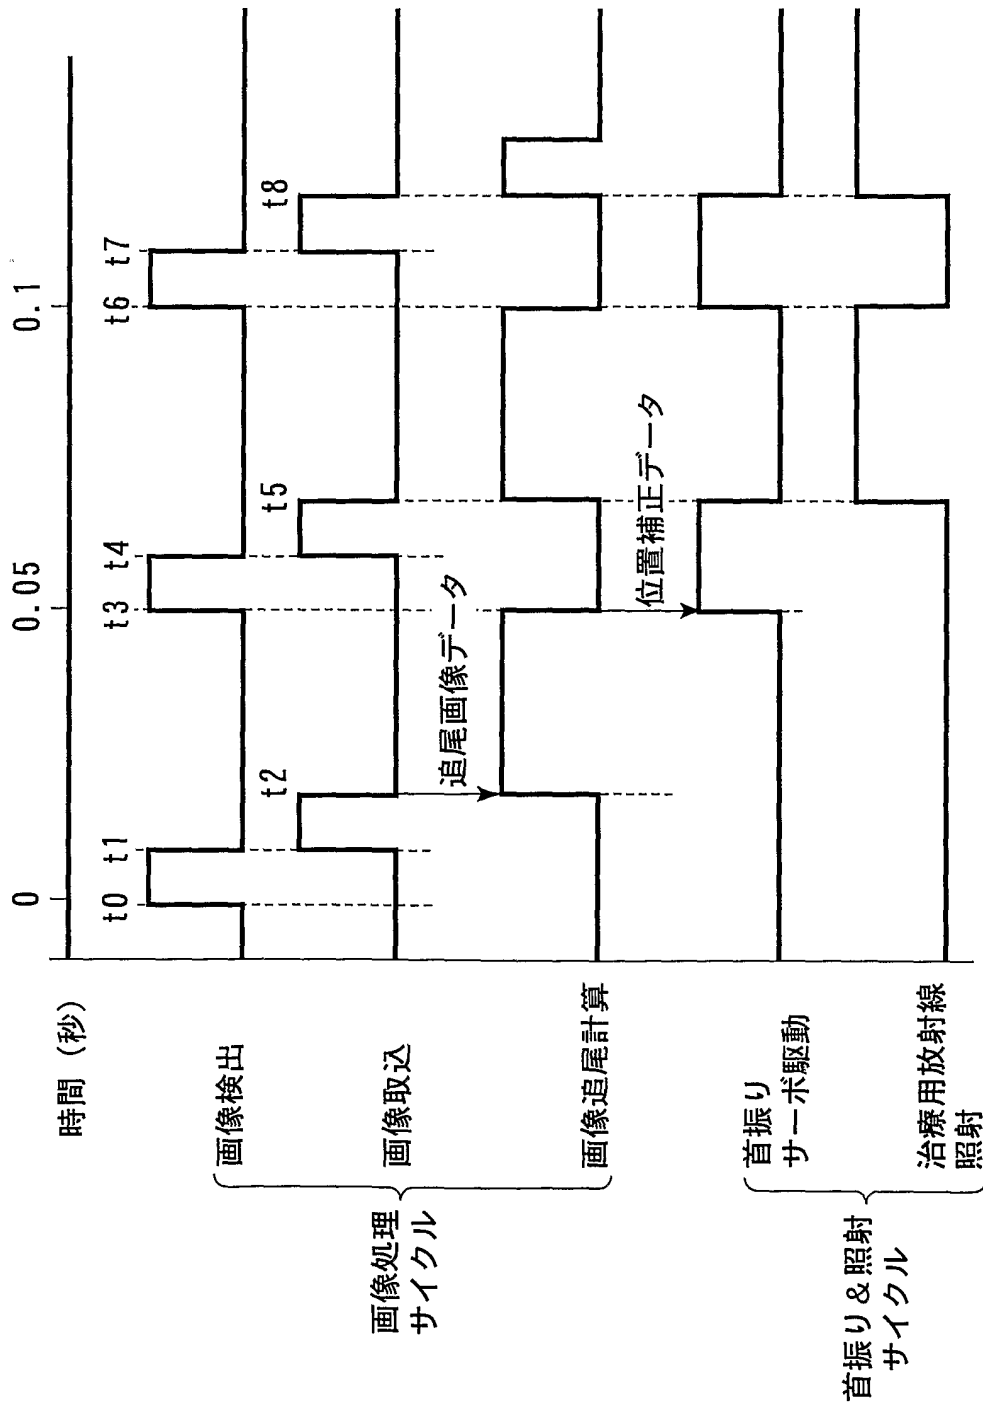 時間（秒）
0
0.05
0.1
t0
t1
t3
t4
t6
t7
画像検出
t2
t5
t8
画像取込
追尾画像データ
画像追尾計算
位置補正データ
首振り
サーボ駆動
治療用放射線
照射
画像処理
サイクル
首振り＆照射
サイクル